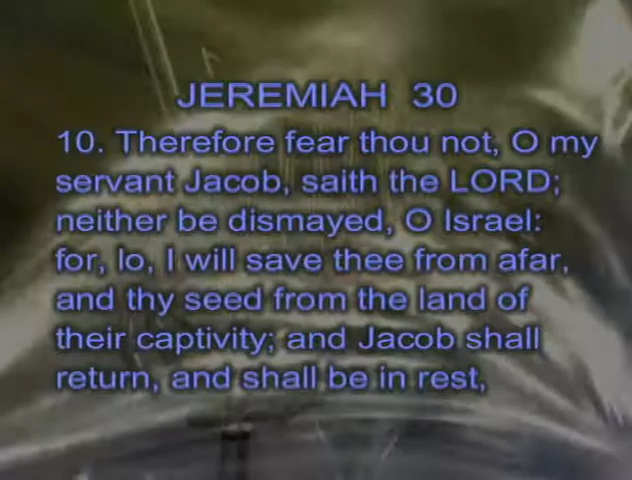 JEREMIAH 30
10. Therefore fear thou not, O my
servant Jacob, saith the LORD;
neither be dismayed, O Israel:
for, lo, I will save thee from afar,
and thy seed from the land of
their captivity; and Jacob shall
return, and shall be in rest,